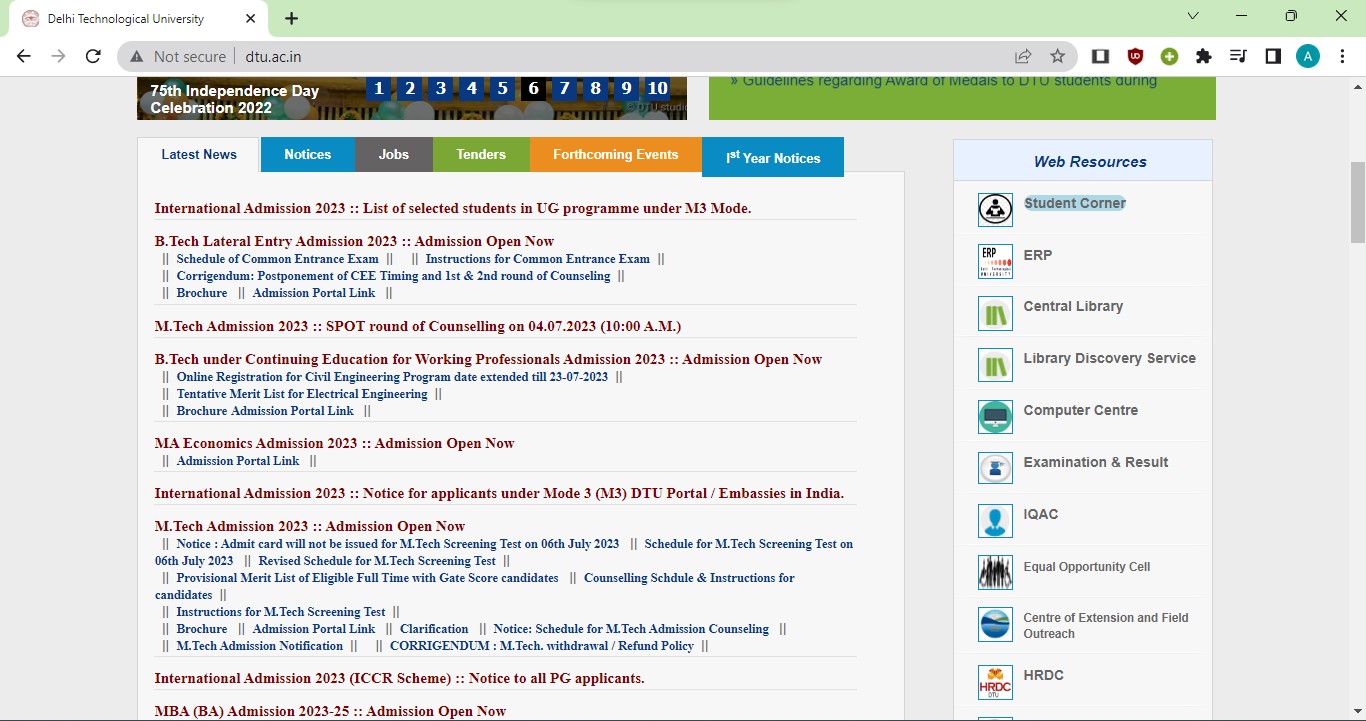 Delhi Technological University
Not secure
dtu.ac.in
A
75th Independence Day
Celebration 2022
1 2 3 4 5 6 7 8 9 10
© DTU studio
» Guidelines regarding Award of Medals to DTU students during
Latest News
Notices
Jobs
Tenders
Forthcoming Events
Ist Year Notices
International Admission 2023 :: List of selected students in UG programme under M3 Mode.
B.Tech Lateral Entry Admission 2023 :: Admission Open Now
|| Schedule of Common Entrance Exam || || Instructions for Common Entrance Exam ||
|| Corrigendum: Postponement of CEE Timing and 1st & 2nd round of Counseling ||
|| Brochure || Admission Portal Link ||
M.Tech Admission 2023 :: SPOT round of Counselling on 04.07.2023 (10:00 A.M.)
B.Tech under Continuing Education for Working Professionals Admission 2023 :: Admission Open Now
|| Online Registration for Civil Engineering Program date extended till 23-07-2023 ||
|| Tentative Merit List for Electrical Engineering ||
|| Brochure Admission Portal Link ||
MA Economics Admission 2023 :: Admission Open Now
|| Admission Portal Link ||
International Admission 2023 :: Notice for applicants under Mode 3 (M3) DTU Portal / Embassies in India.
M.Tech Admission 2023 :: Admission Open Now
|| Notice : Admit card will not be issued for M.Tech Screening Test on 06th July 2023 || Schedule for M.Tech Screening Test on
06th July 2023 || Revised Schedule for M.Tech Screening Test ||
|| Provisional Merit List of Eligible Full Time with Gate Score candidates || Counselling Schdule & Instructions for
candidates ||
|| Instructions for M.Tech Screening Test ||
|| Brochure || Admission Portal Link || Clarification || Notice: Schedule for M.Tech Admission Counseling ||
|| M.Tech Admission Notification || || CORRIGENDUM : M.Tech. withdrawal / Refund Policy ||
International Admission 2023 (ICCR Scheme) :: Notice to all PG applicants.
MBA (BA) Admission 2023-25 :: Admission Open Now
Web Resources
Student Corner
ERP
ERP
Central Library
Library Discovery Service
Computer Centre
Examination & Result
IQAC
Equal Opportunity Cell
Centre of Extension and Field
Outreach
HRDC
DTU
HRDC